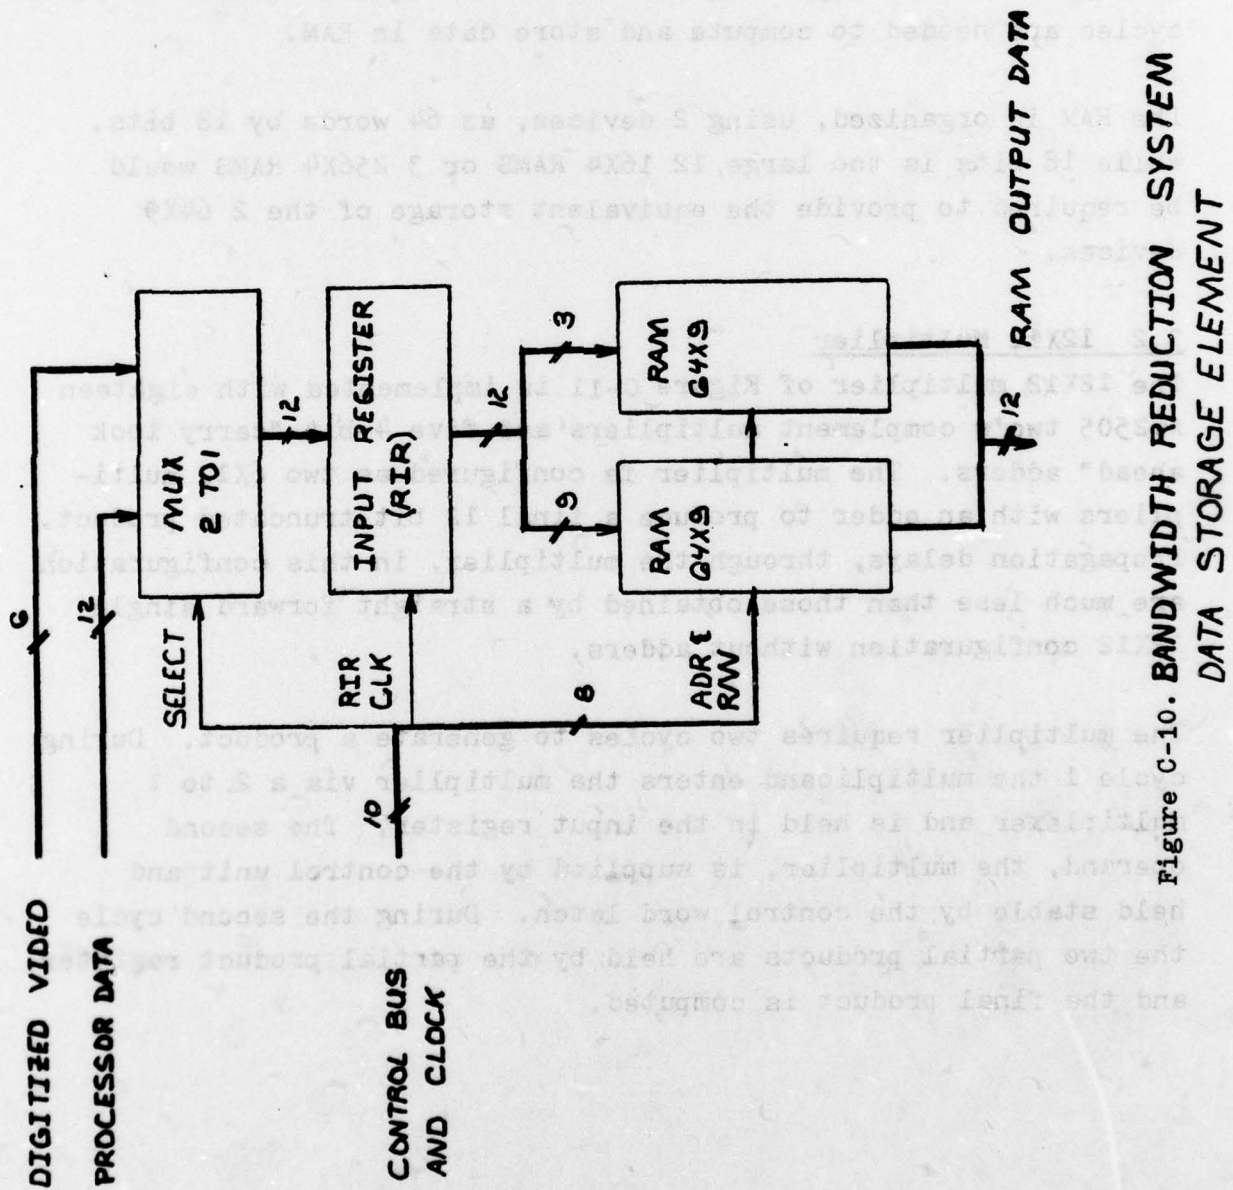 DIGITIZED VIDEO
6
PROCESSOR DATA
12
SELECT
MUX
2 TO 1
12
CONTROL BUS
AND CLOCK
10
RIR
CLK
INPUT REGISTER
(RIR)
12
8
9
3
ADR &
R/W
RAM
64X9
RAM
64X9
12
RAM OUTPUT DATA
Figure C-10. BANDWIDTH REDUCTION SYSTEM
DATA STORAGE ELEMENT
cycles are needed to compute and store data in RAM.
RAM is organized, using 2 devices, as 64 words by 18 bits.
While 18 bits is too large, 12 16X4 RAMS or 3 256X4 RAMS would
be required to provide the equivalent storage of the 2 64X9
devices.
2 12X12 Multiplier
The 12X12 multiplier of Figure C-11 is implemented with eighteen
two's complement multipliers and five 4 bit "carry look
ahead" adders. The multiplier is configured as two multi-
pliers with an adder to produce a final 12 bit truncated product.
Propagation delays, through the multiplier, in this configuration
are much less than those obtained by a straight forward single
12X12 configuration without adders.
The multiplier requires two cycles to generate a product. During
cycle 1 the multiplicand enters the multiplier via a 2 to 1
multiplexer and is held in the input register. The second
operand, the multiplier, is supplied by the control unit and
held stable by the control word latch. During the second cycle
the two partial products are held by the partial product register
and the final product is computed.